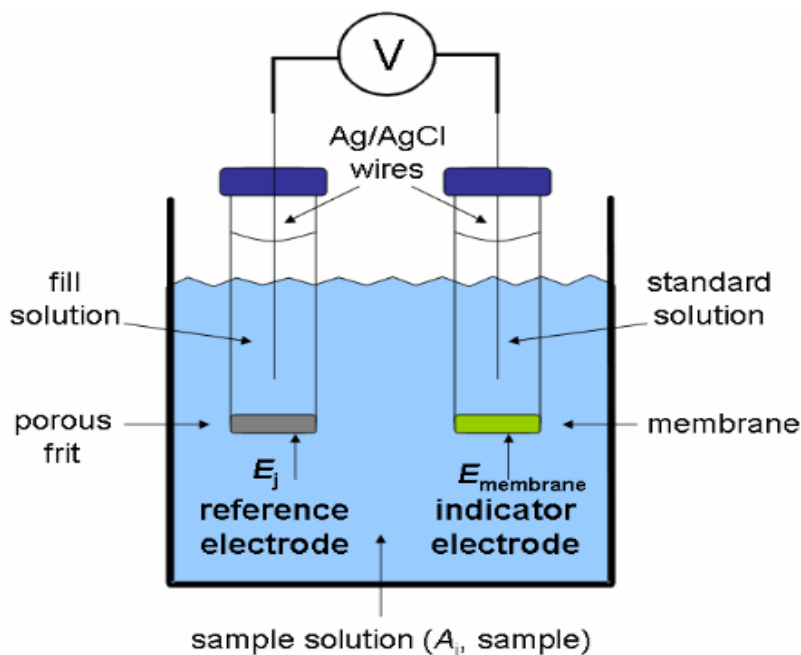 V
Ag/AgCl
wires
fill
solution
standard
solution
porous
frit
membrane
Ej
reference
electrode
Emembrane
indicator
electrode
sample solution (Ai, sample)